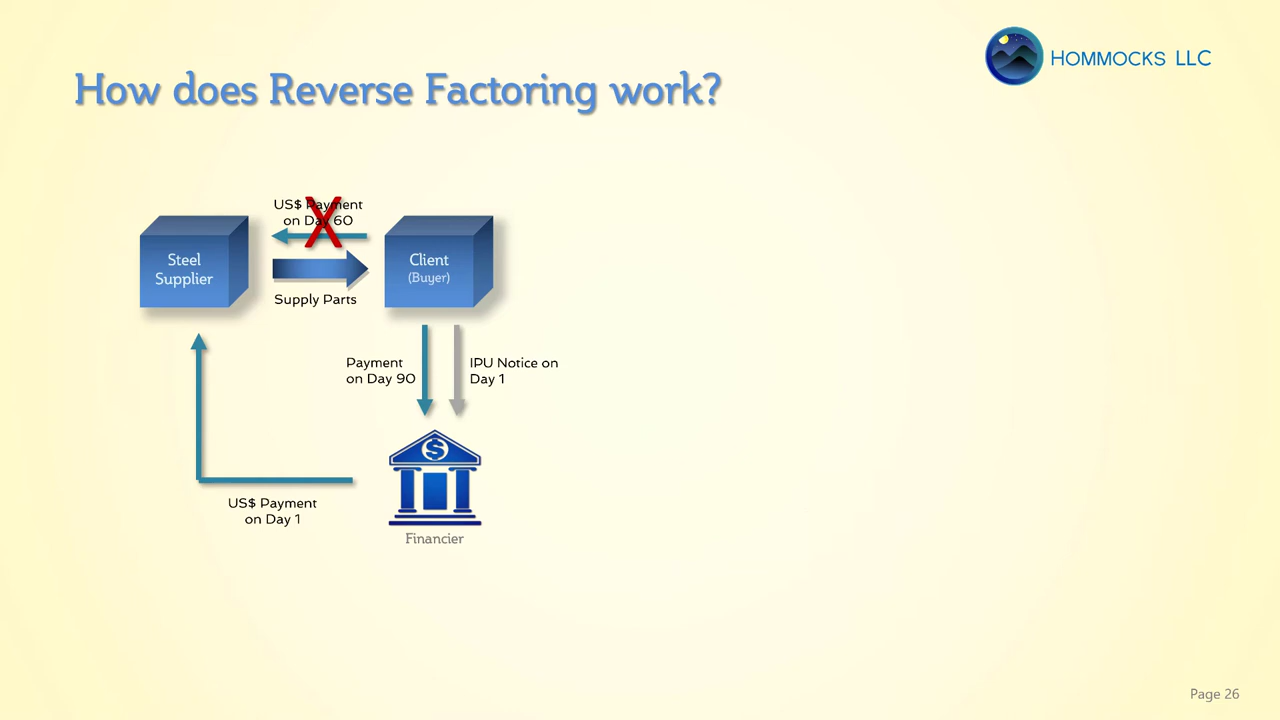 HOMMOCKS LLC
How does Reverse Factoring work?
US$ Payment
on Day 60
X
Steel
Supplier
Client
(Buyer)
Supply Parts
Payment
on Day 90
IPU Notice on
Day 1
$
US$ Payment
on Day 1
Financier
Page 26